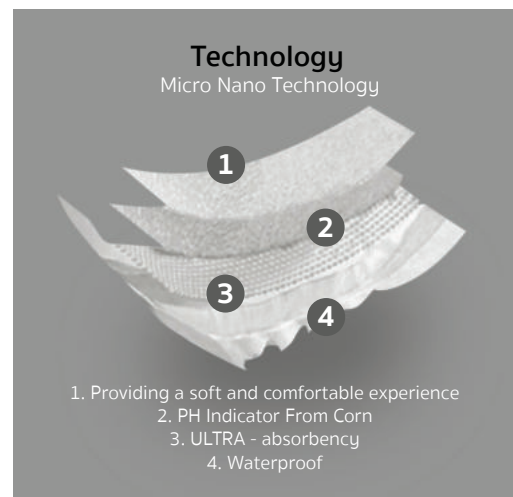 Technology
Micro Nano Technology
1
2
3
4
1. Providing a soft and comfortable experience
2. PH Indicator From Corn
3. ULTRA - absorbency
4. Waterproof